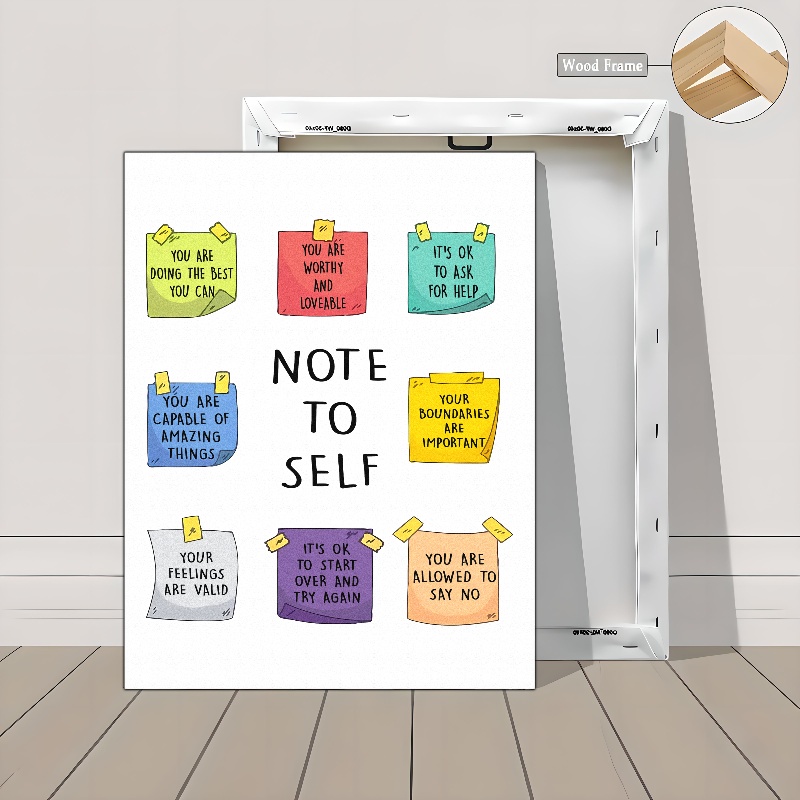 Wood Frame
YOU ARE
DOING THE BEST
YOU CAN
YOU ARE
WORTHY
AND
LOVEABLE
IT'S OK
TO ASK
FOR HELP
NOTE
TO
SELF
YOU ARE
CAPABLE OF
AMAZING
THINGS
YOUR
BOUNDARIES
ARE
IMPORTANT
YOUR
FEELINGS
ARE VALID
IT'S OK
TO START
OVER AND
TRY AGAIN
YOU ARE
ALLOWED TO
SAY NO